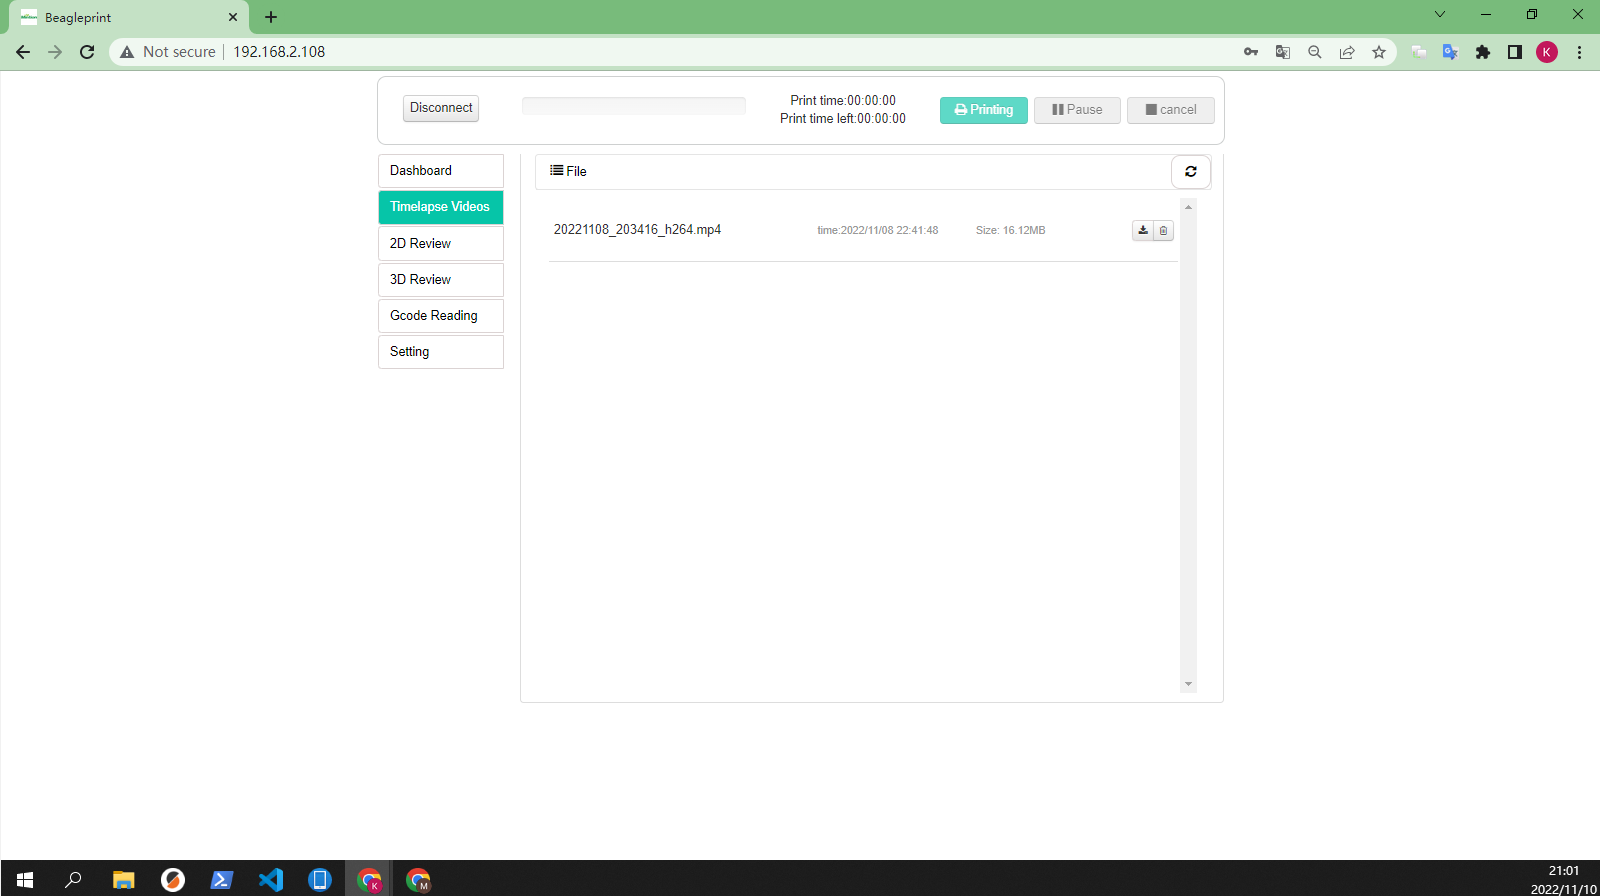 Beagleprint
Not secure
192.168.2.108
K
Disconnect
Print time:00:00:00
Print time left:00:00:00
Printing
Pause
cancel
Dashboard
Timelapse Videos
2D Review
3D Review
Gcode Reading
Setting
File
20221108_203416_h264.mp4 time:2022/11/08 22:41:48 Size: 16.12MB
K
M
21:01
2022/11/10